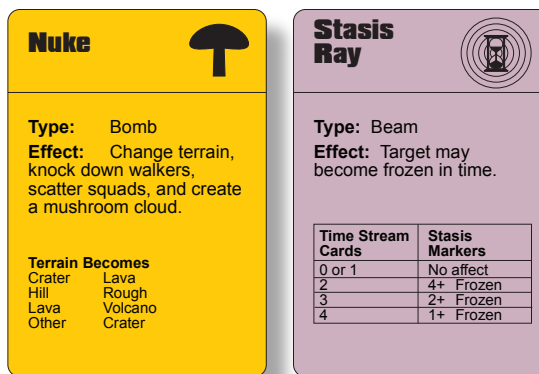 Nuke
Type: Bomb
Effect: Change terrain,
knock down walkers,
scatter squads, and create
a mushroom cloud.
Terrain Becomes
Crater Lava
Hill Rough
Lava Volcano
Other Crater
Stasis
Ray
Type: Beam
Effect: Target may
become frozen in time.
Time Stream Stasis
Cards Markers
0 or 1 No affect
2 4+ Frozen
3 2+ Frozen
4 1+ Frozen